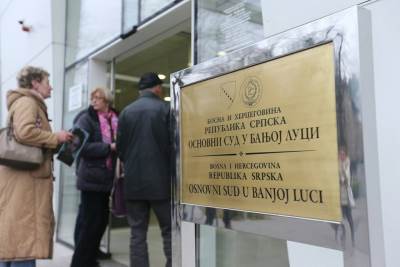 БОСНА И ХЕРЦЕГОВИНА
РЕПУБЛИКА СРПСКА
ОСНОВНИ СУД У БАЊОЈ ЛУЦИ
BOSNA I HERCEGOVINA
REPUBLIKA SRPSKA
OSNOVNI SUD U BANJOJ LUCI